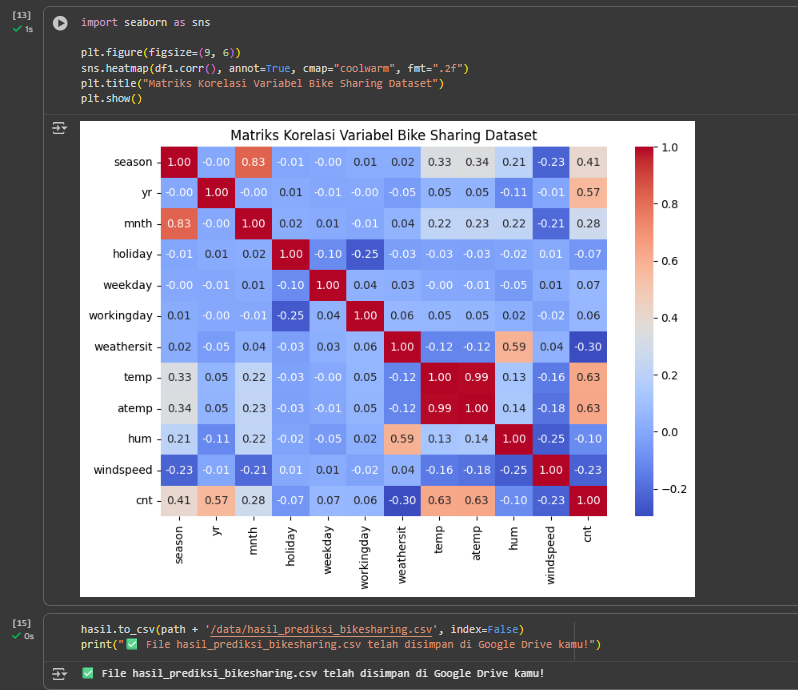 [13]
1s
import seaborn as sns
plt.figure(figsize=(9, 6))
sns.heatmap(df1.corr(), annot=True, cmap="coolwarm", fmt=".2f")
plt.title("Matriks Korelasi Variabel Bike Sharing Dataset")
plt.show()
Matriks Korelasi Variabel Bike Sharing Dataset
season 1.00 -0.00 0.83 -0.01 -0.00 0.01 0.02 0.33 0.34 0.21 -0.23 0.41
yr -0.00 1.00 -0.00 0.01 -0.01 -0.00 -0.05 0.05 0.05 -0.11 -0.01 0.57
mnth 0.83 -0.00 1.00 0.02 0.01 -0.01 0.04 0.22 0.23 0.22 -0.21 0.28
holiday -0.01 0.01 0.02 1.00 -0.10 -0.25 -0.03 -0.03 -0.03 -0.02 0.01 -0.07
weekday -0.00 -0.01 0.01 -0.10 1.00 0.04 0.03 -0.00 -0.01 -0.05 0.01 0.07
workingday 0.01 -0.00 -0.01 -0.25 0.04 1.00 0.06 0.05 0.05 0.02 -0.02 0.06
weathersit 0.02 -0.05 0.04 -0.03 0.03 0.06 1.00 -0.12 -0.12 0.59 0.04 -0.30
temp 0.33 0.05 0.22 -0.03 -0.00 0.05 -0.12 1.00 0.99 0.13 -0.16 0.63
atemp 0.34 0.05 0.23 -0.03 -0.01 0.05 -0.12 0.99 1.00 0.14 -0.18 0.63
hum 0.21 -0.11 0.22 -0.02 -0.05 0.02 0.59 0.13 0.14 1.00 -0.25 -0.10
windspeed -0.23 -0.01 -0.21 0.01 0.01 -0.02 0.04 -0.16 -0.18 -0.25 1.00 -0.23
cnt 0.41 0.57 0.28 -0.07 0.07 0.06 -0.30 0.63 0.63 -0.10 -0.23 1.00
season yr mnth holiday weekday workingday weathersit temp atemp hum windspeed cnt
1.0
0.8
0.6
0.4
0.2
0.0
−0.2
[15]
0s
hasil.to_csv(path + '/data/hasil_prediksi_bikesharing.csv', index=False)
print("✅ File hasil_prediksi_bikesharing.csv telah disimpan di Google Drive kamu!")
✅ File hasil_prediksi_bikesharing.csv telah disimpan di Google Drive kamu!